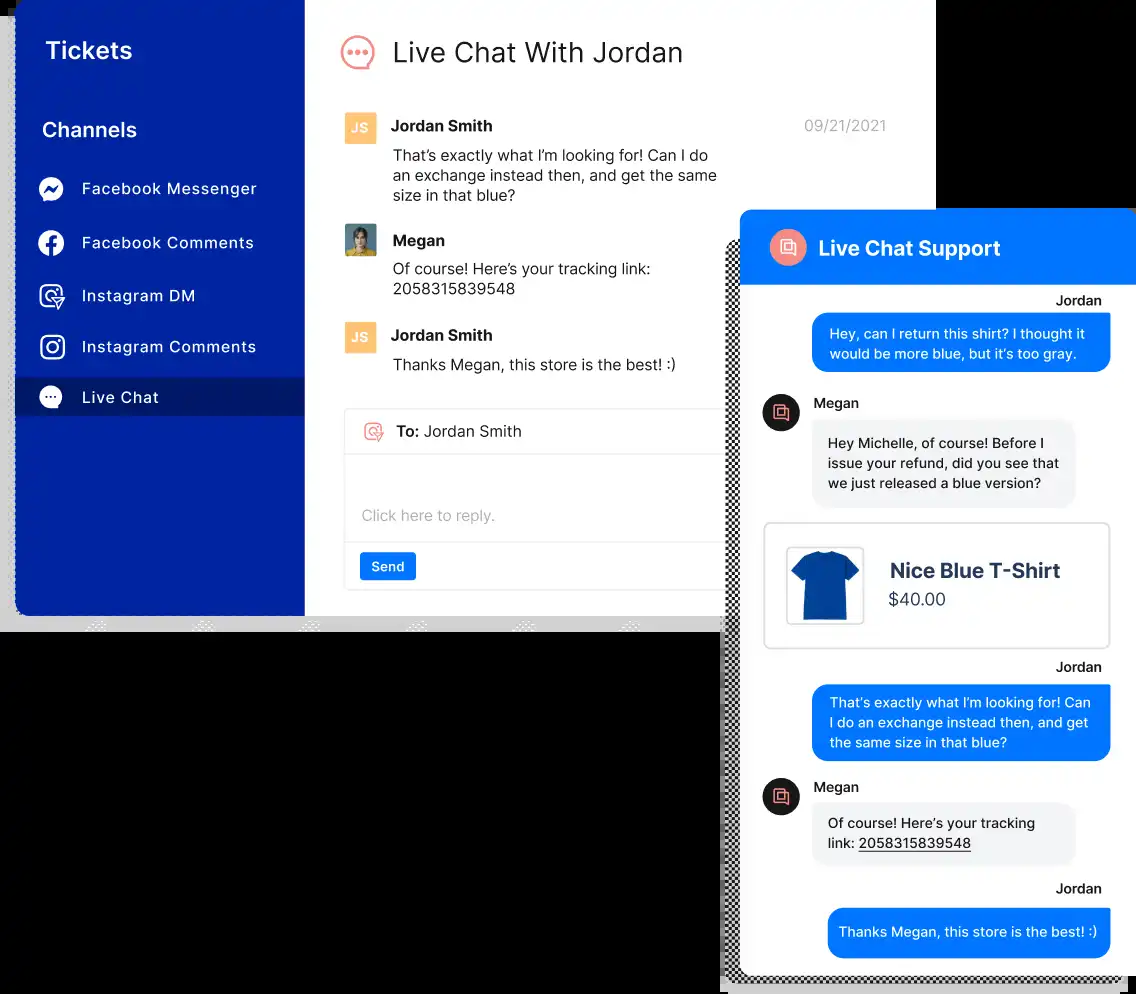 Tickets
Channels
Facebook Messenger
Facebook Comments
Instagram DM
Instagram Comments
Live Chat
Live Chat With Jordan
JS
Jordan Smith
09/21/2021
That’s exactly what I’m looking for! Can I do
an exchange instead then, and get the same
size in that blue?
Megan
Of course! Here’s your tracking link:
2058315839548
JS
Jordan Smith
Thanks Megan, this store is the best! :)
To: Jordan Smith
Click here to reply.
Send
Live Chat Support
Jordan
Hey, can I return this shirt? I thought it
would be more blue, but it’s too gray.
Megan
Hey Michelle, of course! Before I
issue your refund, did you see that
we just released a blue version?
Nice Blue T-Shirt
$40.00
Jordan
That’s exactly what I’m looking for! Can
I do an exchange instead then, and get
the same size in that blue?
Megan
Of course! Here’s your tracking
link: 2058315839548
Jordan
Thanks Megan, this store is the best! :)